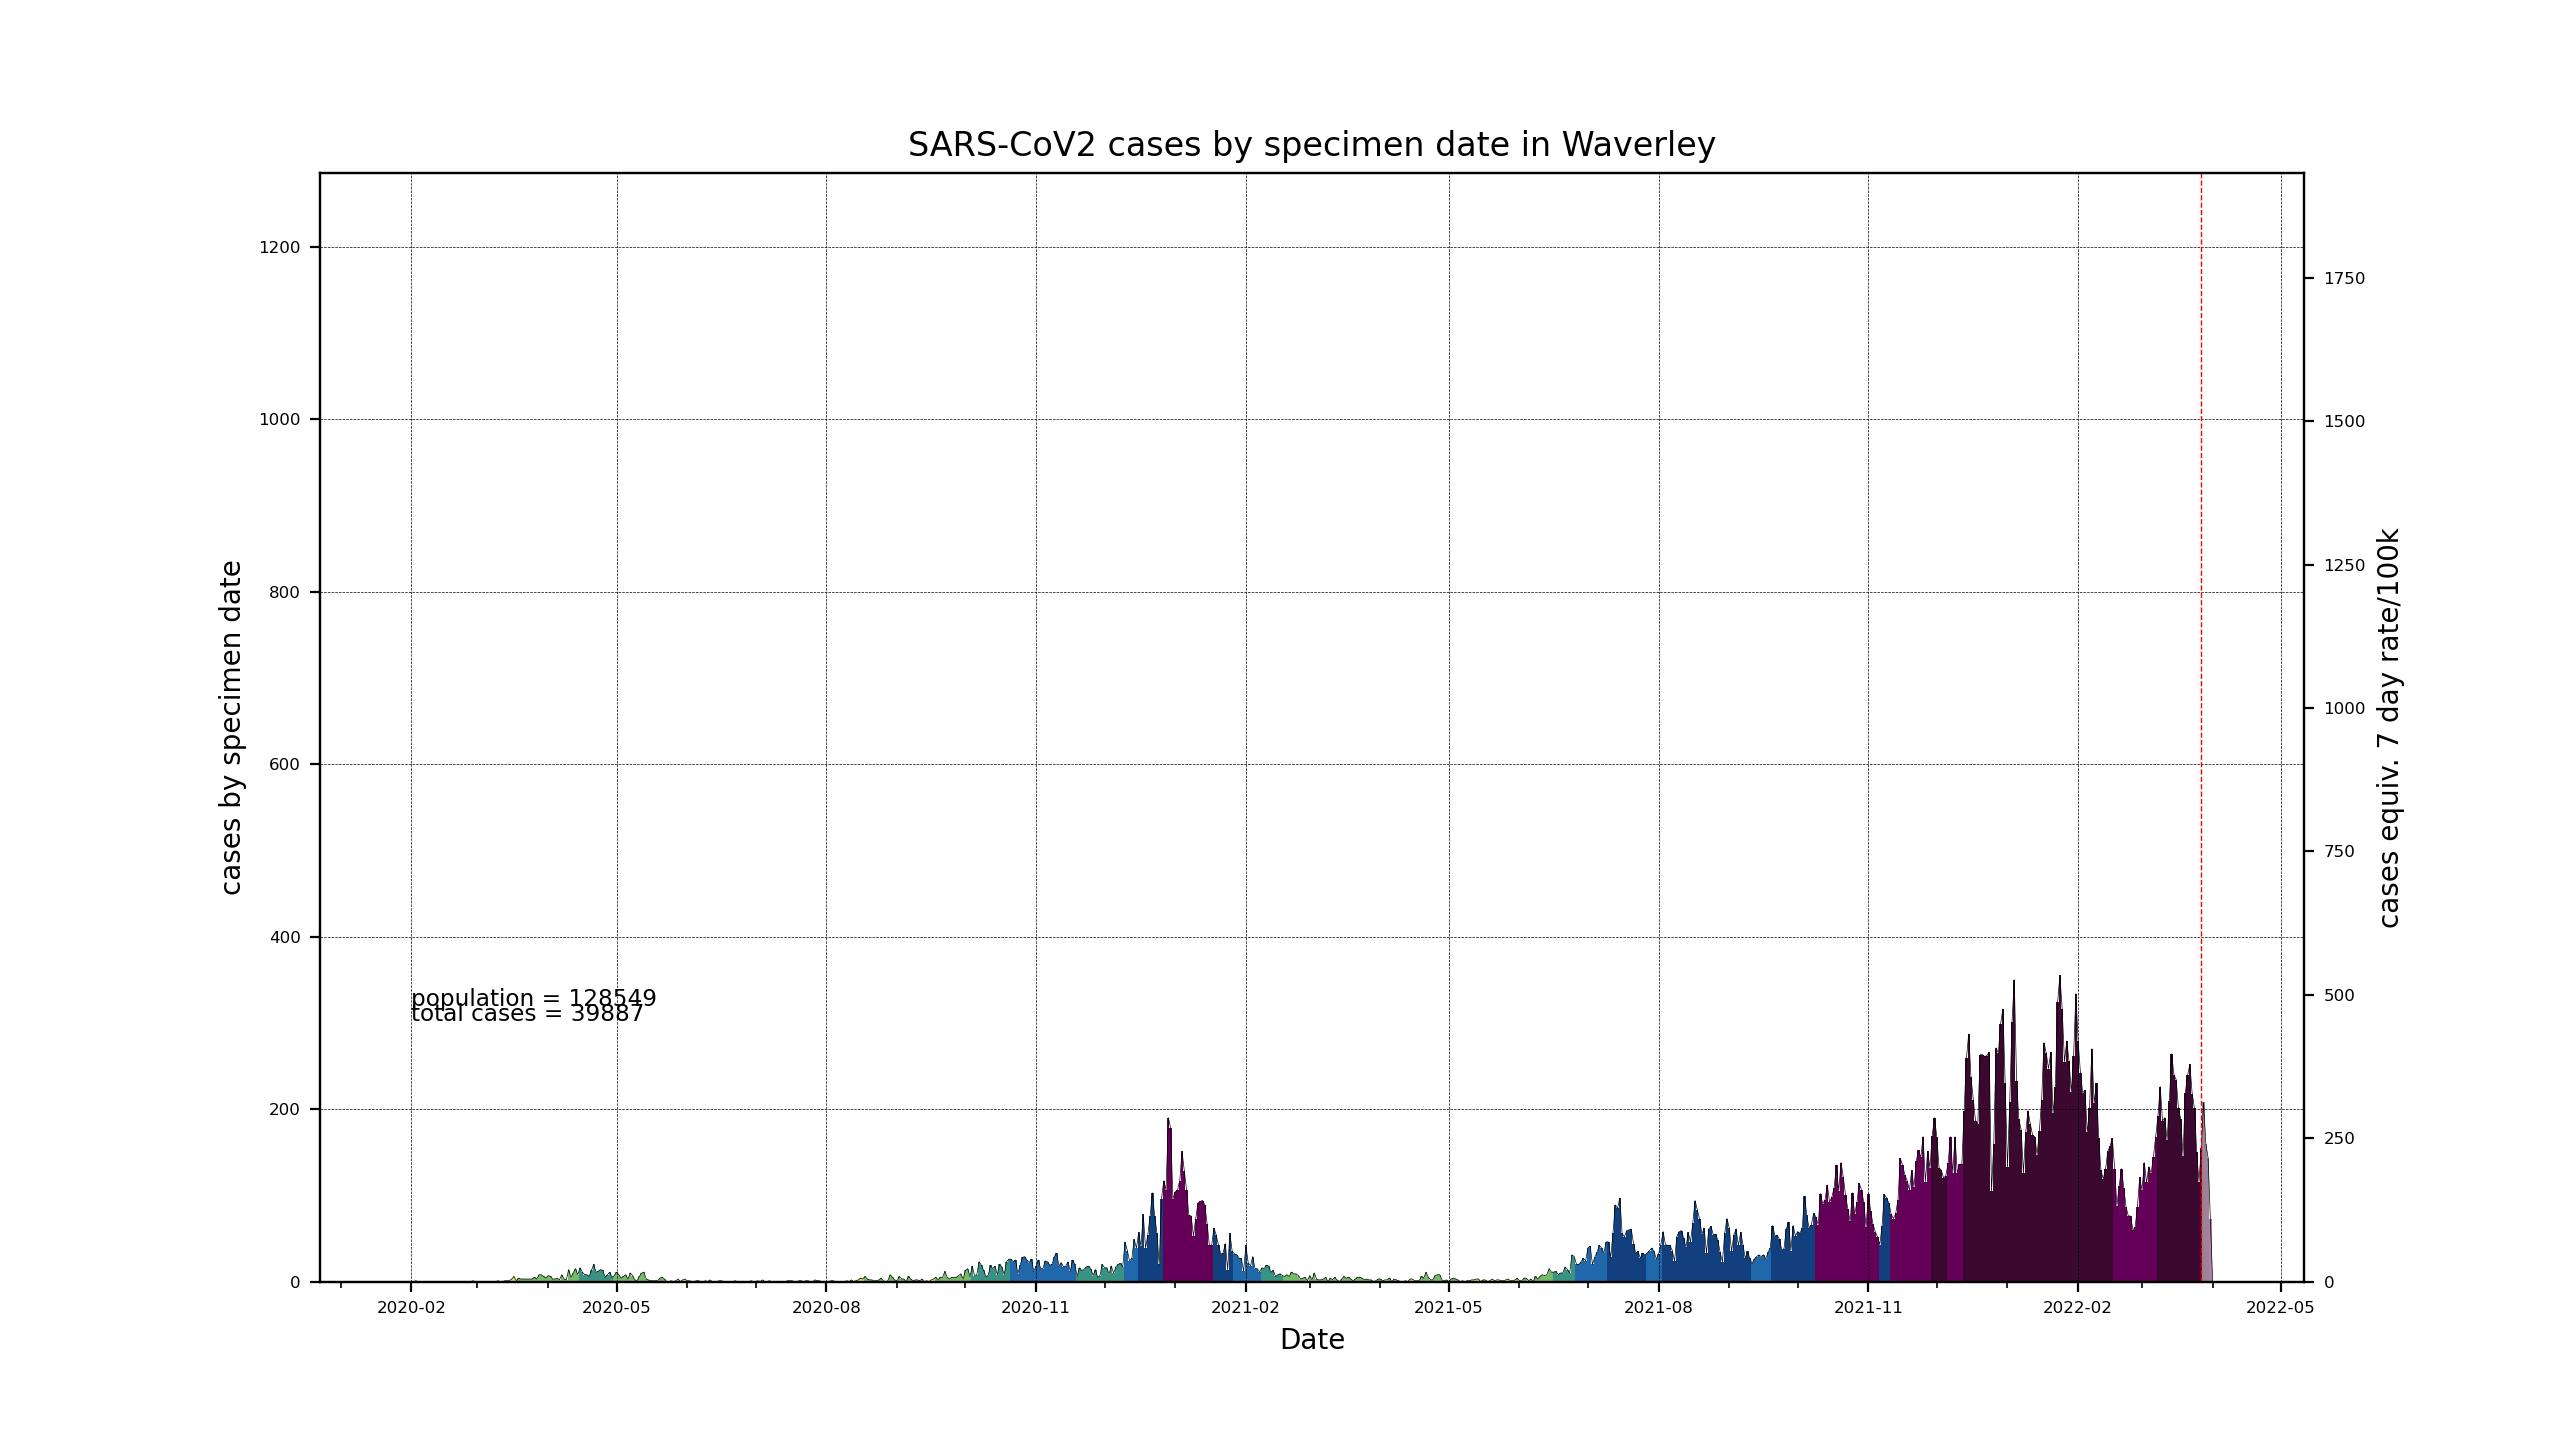 SARS-CoV2 cases by specimen date in Waverley
cases by specimen date
1200
1000
800
600
400
200
0
population = 128549
total cases = 39887
1750
1500
1250
1000
750
500
250
0
cases equiv. 7 day rate/100k
2020-02 2020-05 2020-08 2020-11 2021-02 2021-05 2021-08 2021-11 2022-02 2022-05
Date